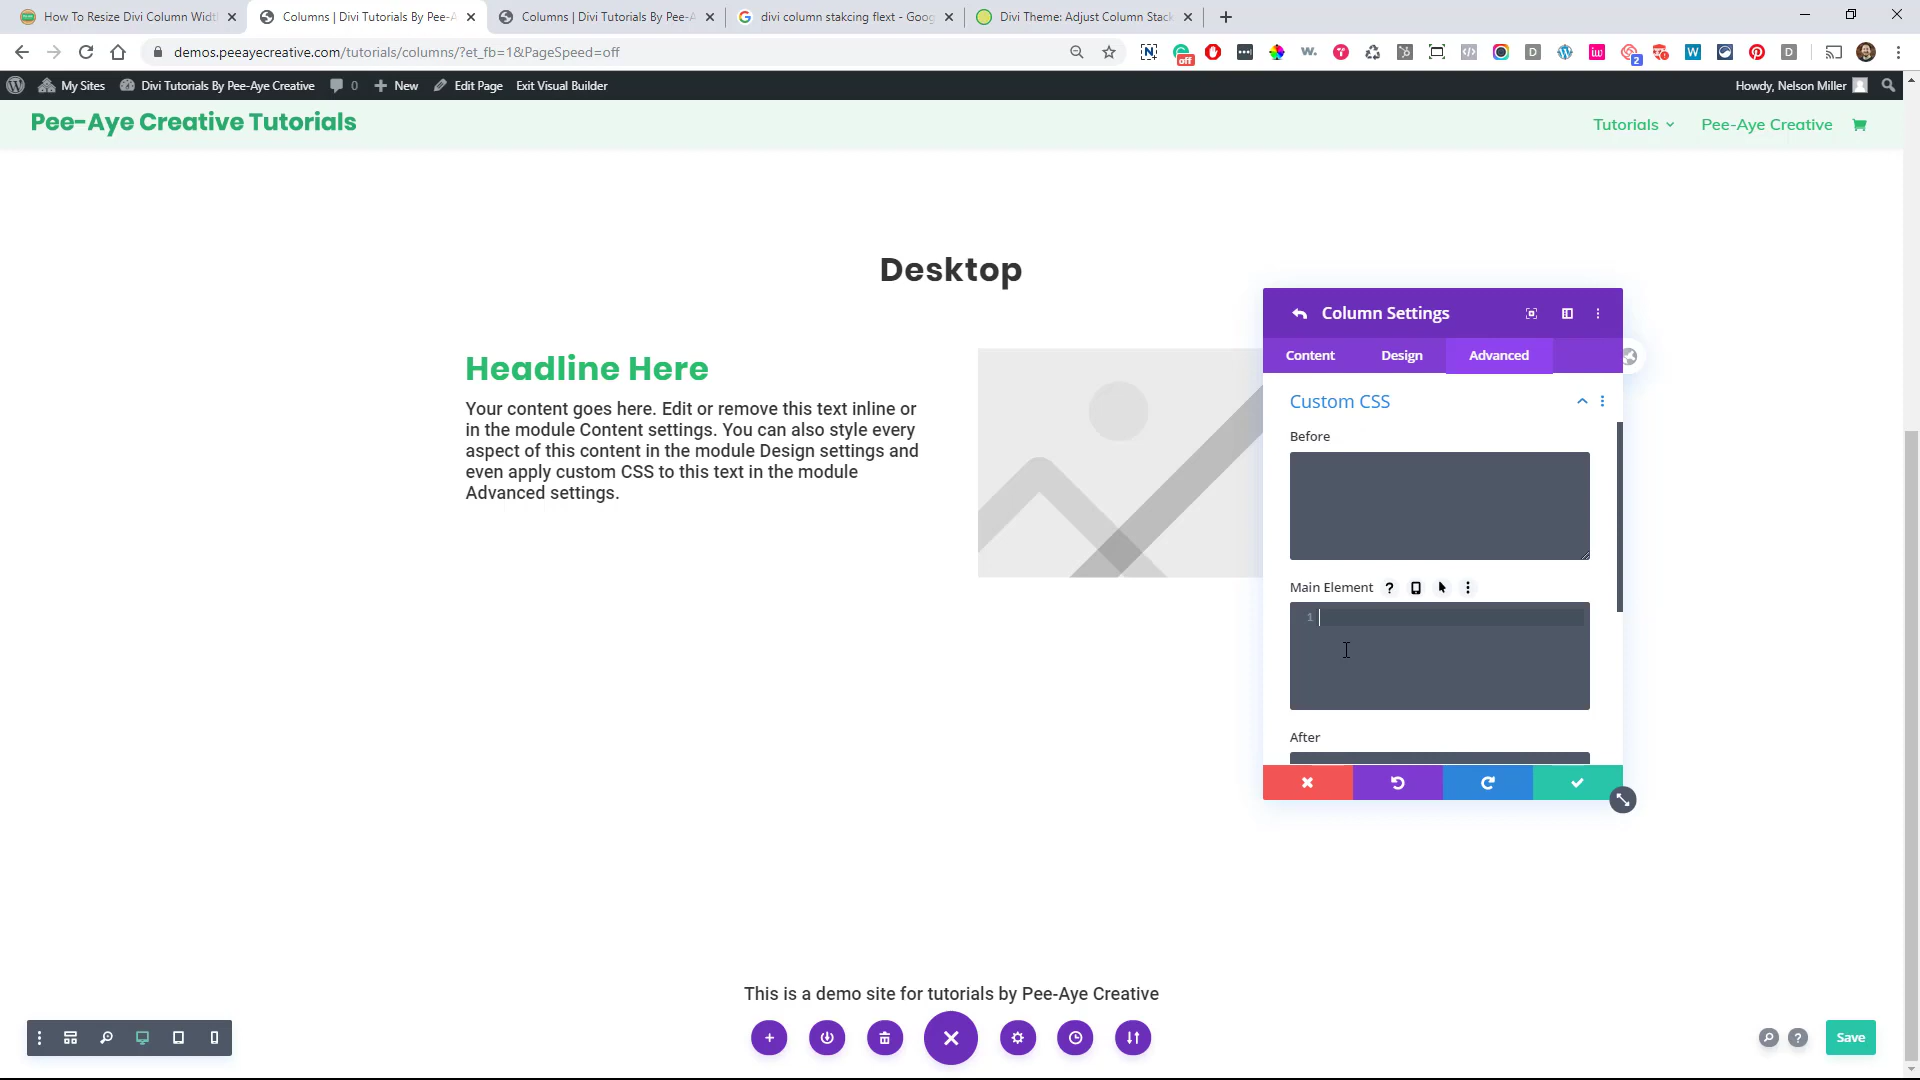 How To Resize Divi Column Widt
Columns | Divi Tutorials By Pee-A
Columns | Divi Tutorials By Pee-A
divi column stakcing flext - Goog
Divi Theme: Adjust Column Stack
demos.peeayecreative.com/tutorials/columns/?et_fb=1&PageSpeed=off
off
2
My Sites
Divi Tutorials By Pee-Aye Creative
0
New
Edit Page
Exit Visual Builder
Howdy, Nelson Miller
Pee-Aye Creative Tutorials
Tutorials
Pee-Aye Creative
Desktop
Headline Here
Your content goes here. Edit or remove this text inline or
in the module Content settings. You can also style every
aspect of this content in the module Design settings and
even apply custom CSS to this text in the module
Advanced settings.
Column Settings
Content
Design
Advanced
Custom CSS
Before
Main Element
1
After
This is a demo site for tutorials by Pee-Aye Creative
Save